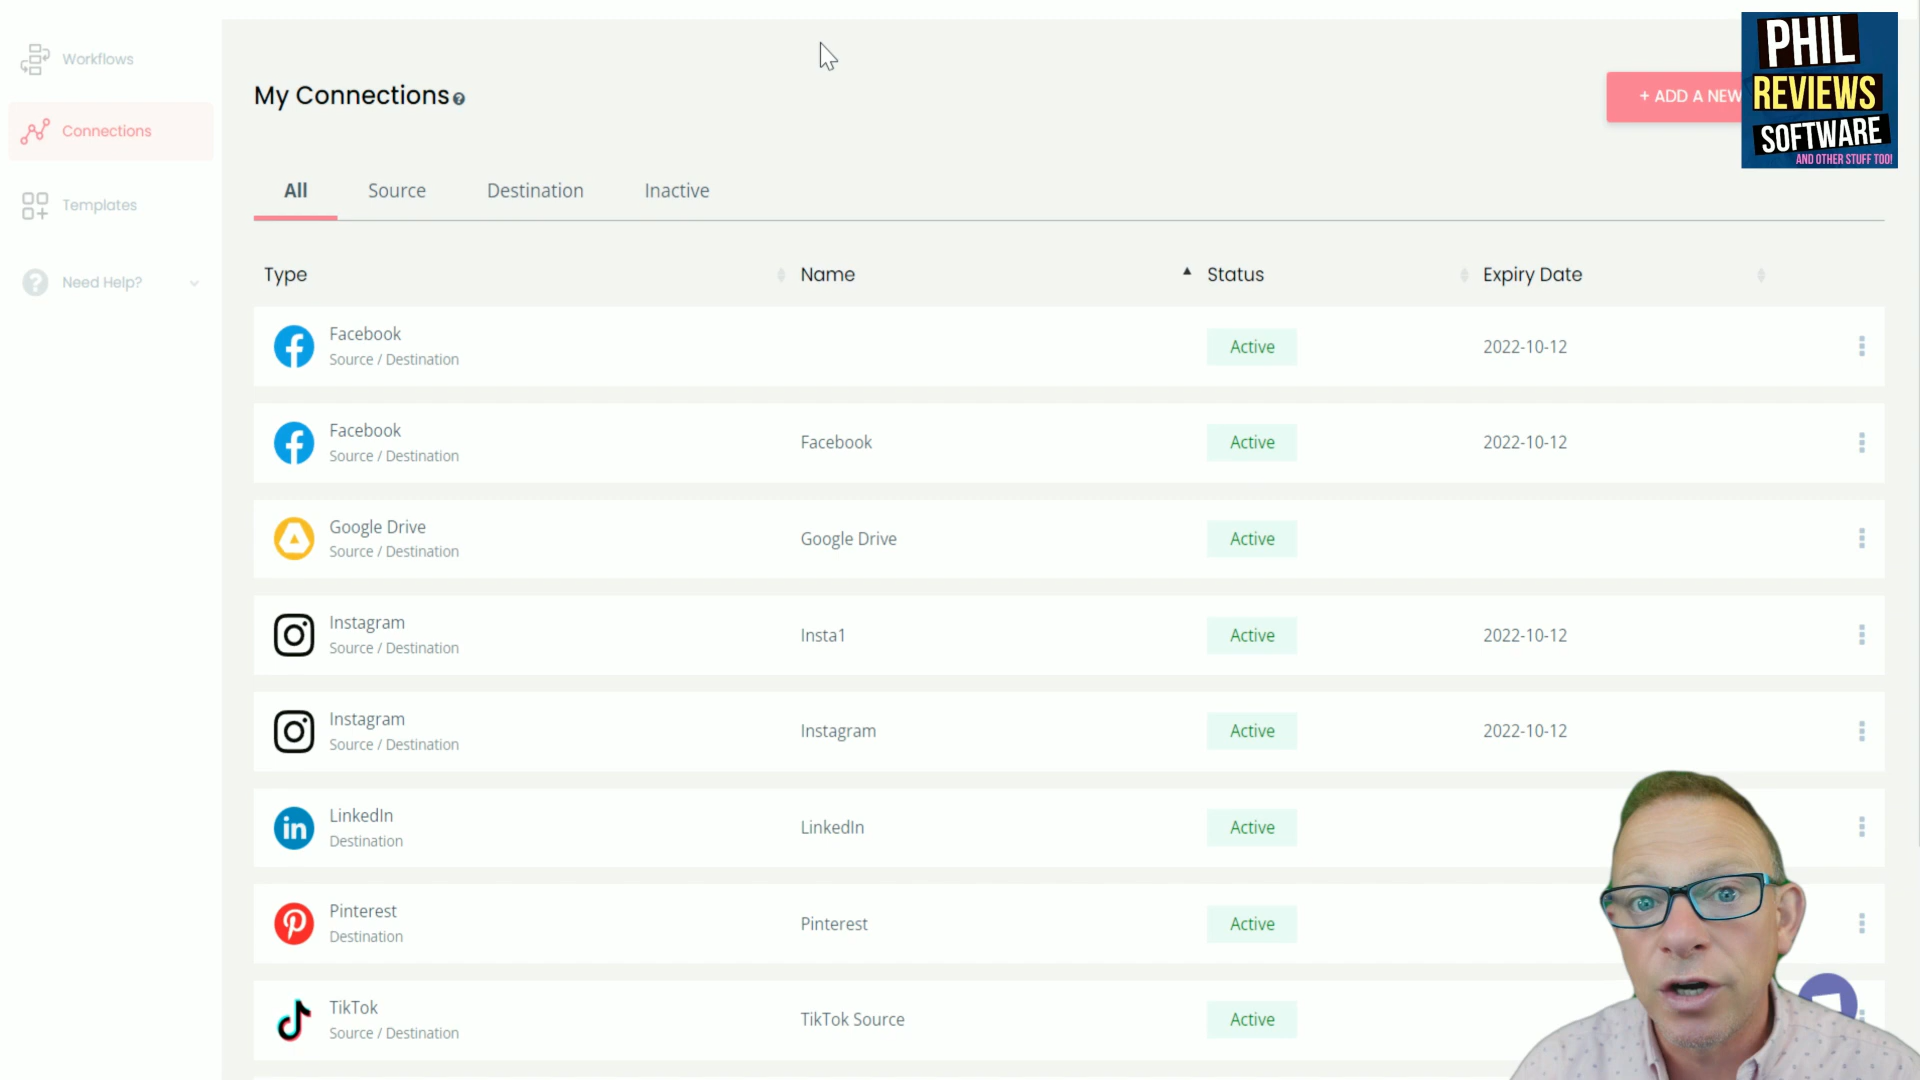 PHIL
REVIEWS
SOFTWARE
AND OTHER STUFF TOO!
Workflows
Connections
Templates
Need Help?
My Connections
+ ADD A NEW
All Source Destination Inactive
Type Name Status Expiry Date
Facebook
Source / Destination
Active 2022-10-12
Facebook
Source / Destination
Facebook Active 2022-10-12
Google Drive
Source / Destination
Google Drive Active
Instagram
Source / Destination
Insta1 Active 2022-10-12
Instagram
Source / Destination
Instagram Active 2022-10-12
LinkedIn
Destination
LinkedIn Active
Pinterest
Destination
Pinterest Active
TikTok
Source / Destination
TikTok Source Active